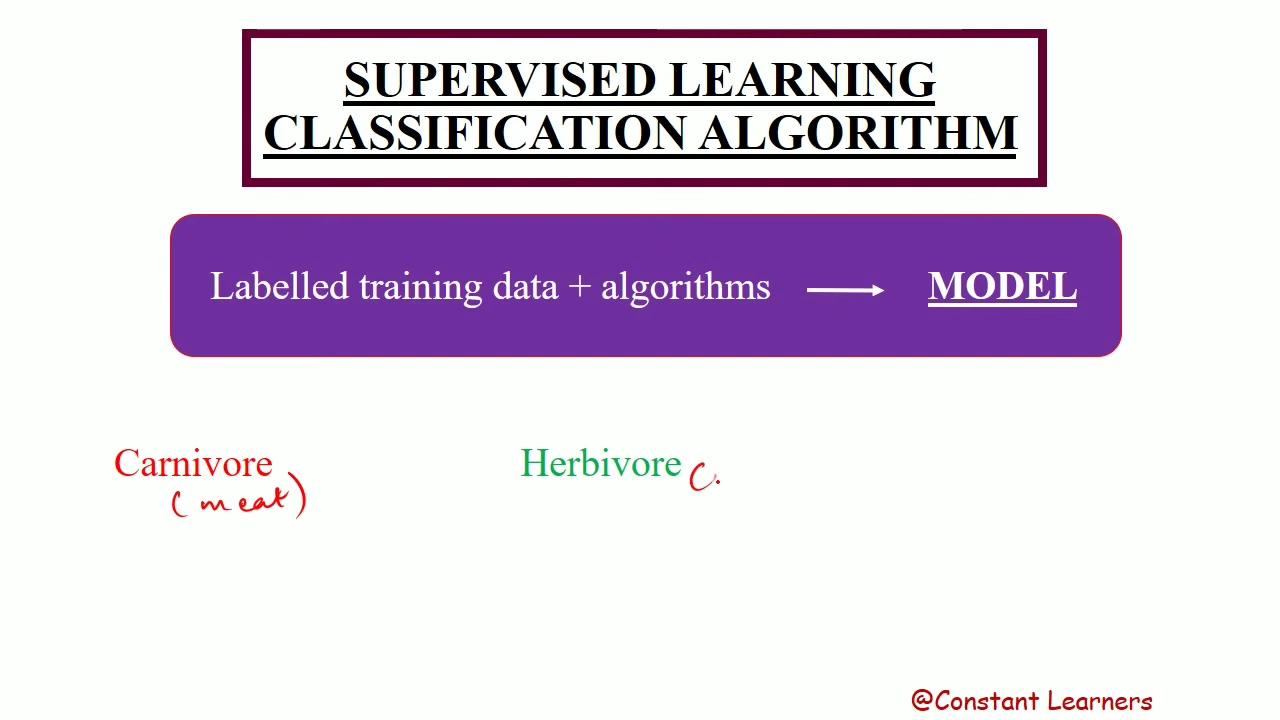 SUPERVISED LEARNING
CLASSIFICATION ALGORITHM
Labelled training data + algorithms → MODEL
Carnivore
(meat)
Herbivore (
@Constant Learners